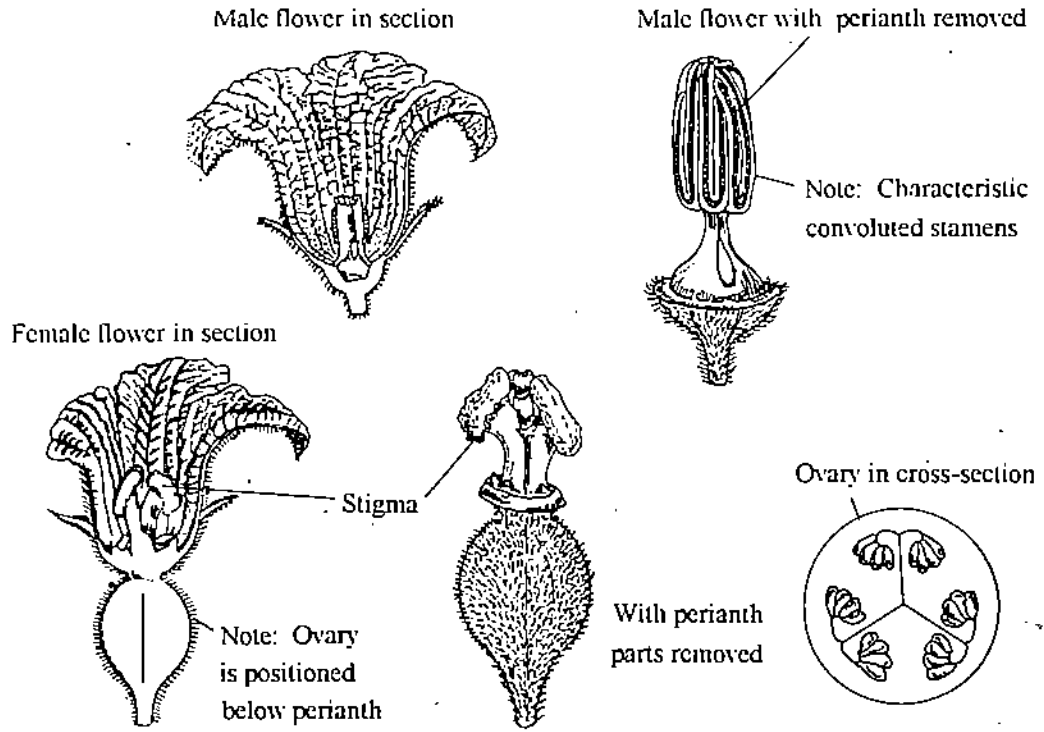 Male flower in section
Male flower with perianth removed
Note: Characteristic
convoluted stamens
Female flower in section
Stigma
Ovary in cross-section
Note: Ovary
is positioned
below perianth
With perianth
parts removed